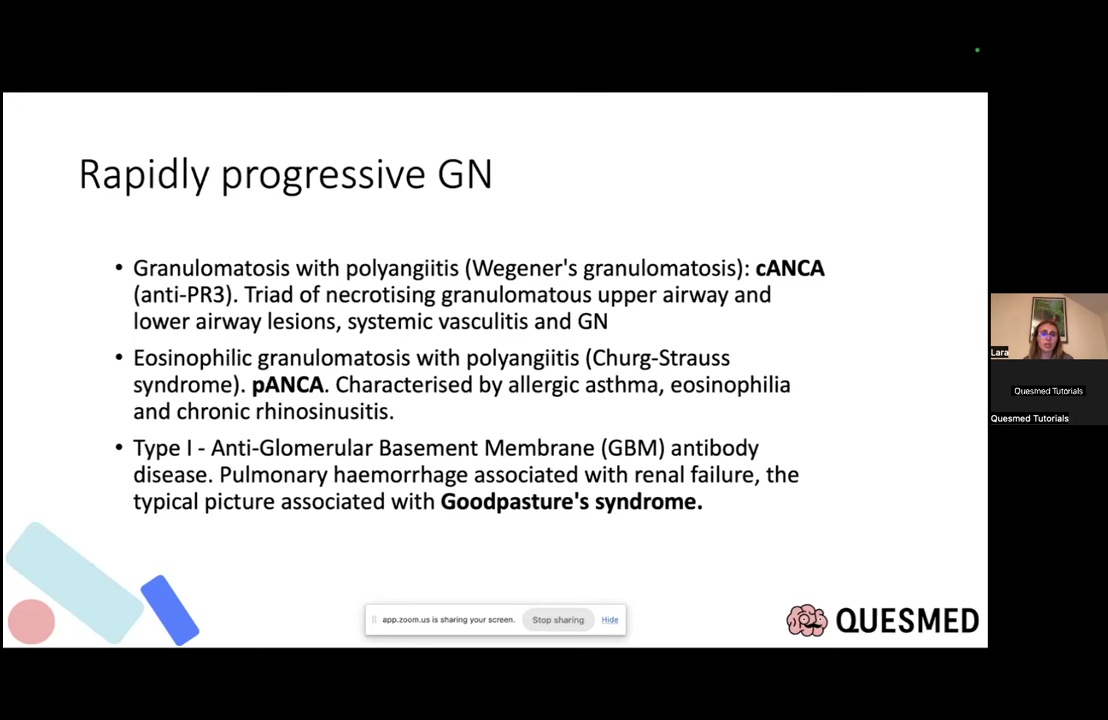 Rapidly progressive GN
• Granulomatosis with polyangiitis (Wegener's granulomatosis): cANCA
(anti-PR3). Triad of necrotising granulomatous upper airway and
lower airway lesions, systemic vasculitis and GN
• Eosinophilic granulomatosis with polyangiitis (Churg-Strauss
syndrome). pANCA. Characterised by allergic asthma, eosinophilia
and chronic rhinosinusitis.
• Type I - Anti-Glomerular Basement Membrane (GBM) antibody
disease. Pulmonary haemorrhage associated with renal failure, the
typical picture associated with Goodpasture's syndrome.
app.zoom.us is sharing your screen. Stop sharing Hide
QUESMED
Lara
Quesmed Tutorials
Quesmed Tutorials